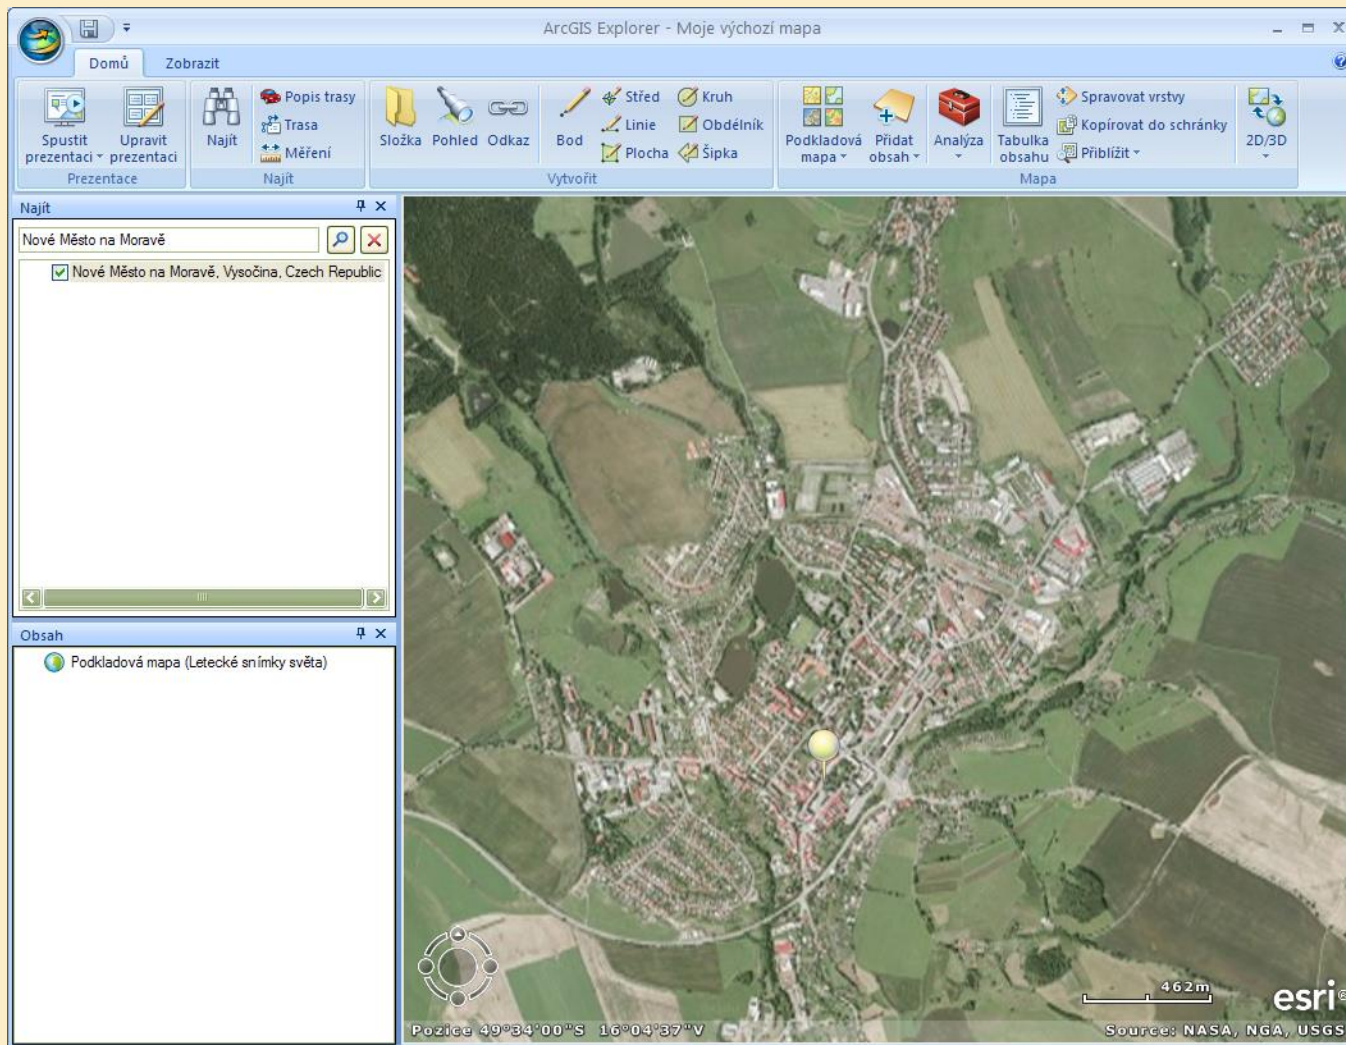 ArcGIS Explorer - Moje výchozí mapa
Domů Zobrazit
Spustit prezentaci
Upravit prezentaci
Prezentace
Najít
Popis trasy
Trasa
Měření
Najít
Složka
Pohled
Odkaz
Bod
Střed
Linie
Plocha
Kruh
Obdélník
Šipka
Vytvořit
Podkladová mapa
Přidat obsah
Analýza
Tabulka obsahu
Spravovat vrstvy
Kopírovat do schránky
Přiblížit
2D/3D
Mapa
Najít
Nové Město na Moravě
Nové Město na Moravě, Vysočina, Czech Republic
Obsah
Podkladová mapa (Letecké snímky světa)
462m
esri
Pozice 49°34'00"S 16°04'37"V
Source: NASA, NGA, USGS